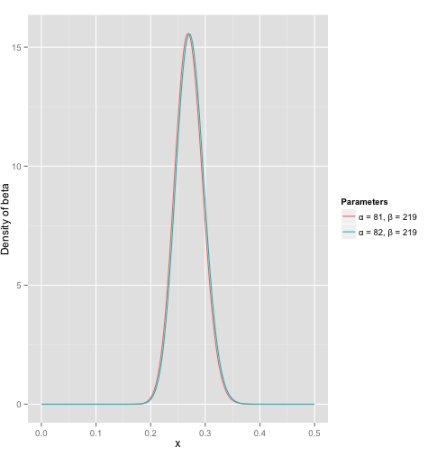 15
10
5
0
Density of beta
0.0 0.1 0.2 0.3 0.4 0.5
x
Parameters
α = 81, β = 219
α = 82, β = 219